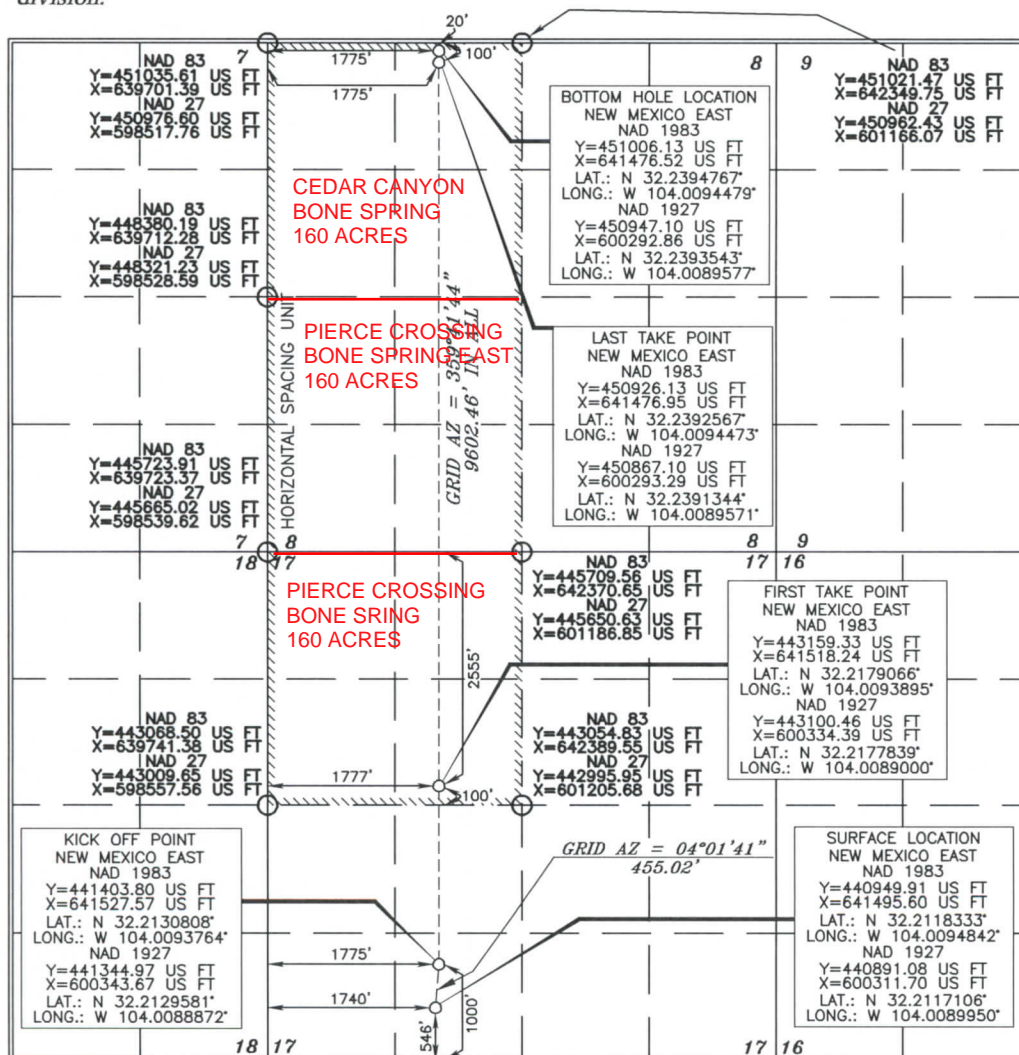 division.
20'
1775'
100'
7
8 9
1775'
NAD 83
Y=451035.61 US FT
X=639701.39 US FT
NAD 27
Y=450976.60 US FT
X=598517.76 US FT
NAD 83
Y=451021.47 US FT
X=642349.75 US FT
NAD 27
Y=450962.43 US FT
X=601166.07 US FT
BOTTOM HOLE LOCATION
NEW MEXICO EAST
NAD 1983
Y=451006.13 US FT
X=641476.52 US FT
LAT.: N 32.2394767°
LONG.: W 104.0094479°
NAD 1927
Y=450947.10 US FT
X=600292.86 US FT
LAT.: N 32.2393543°
LONG.: W 104.0089577°
CEDAR CANYON
BONE SPRING
160 ACRES
NAD 83
Y=448380.19 US FT
X=639712.28 US FT
NAD 27
Y=448321.23 US FT
X=598528.59 US FT
HORIZONTAL SPACING UNIT
PIERCE CROSSING
BONE SPRING EAST
160 ACRES
GRID AZ = 359°41'44"
9602.46' IN ALL
LAST TAKE POINT
NEW MEXICO EAST
NAD 1983
Y=450926.13 US FT
X=641476.95 US FT
LAT.: N 32.2392567°
LONG.: W 104.0094473°
NAD 1927
Y=450867.10 US FT
X=600293.29 US FT
LAT.: N 32.2391344°
LONG.: W 104.0089571°
NAD 83
Y=445723.91 US FT
X=639723.37 US FT
NAD 27
Y=445665.02 US FT
X=598539.62 US FT
7 8
18 17
8 9
17 16
PIERCE CROSSING
BONE SRING
160 ACRES
2555'
NAD 83
Y=445709.56 US FT
X=642370.65 US FT
NAD 27
Y=445650.63 US FT
X=601186.85 US FT
FIRST TAKE POINT
NEW MEXICO EAST
NAD 1983
Y=443159.33 US FT
X=641518.24 US FT
LAT.: N 32.2179066°
LONG.: W 104.0093895°
NAD 1927
Y=443100.46 US FT
X=600334.39 US FT
LAT.: N 32.2177839°
LONG.: W 104.0089000°
NAD 83
Y=443068.50 US FT
X=639741.38 US FT
NAD 27
Y=443009.65 US FT
X=598557.56 US FT
NAD 83
Y=443054.83 US FT
X=642389.55 US FT
NAD 27
Y=442995.95 US FT
X=601205.68 US FT
1777'
100'
KICK OFF POINT
NEW MEXICO EAST
NAD 1983
Y=441403.80 US FT
X=641527.57 US FT
LAT.: N 32.2130808°
LONG.: W 104.0093764°
NAD 1927
Y=441344.97 US FT
X=600343.67 US FT
LAT.: N 32.2129581°
LONG.: W 104.0088872°
GRID AZ = 04°01'41"
455.02'
SURFACE LOCATION
NEW MEXICO EAST
NAD 1983
Y=440949.91 US FT
X=641495.60 US FT
LAT.: N 32.2118333°
LONG.: W 104.0094842°
NAD 1927
Y=440891.08 US FT
X=600311.70 US FT
LAT.: N 32.2117106°
LONG.: W 104.0089950°
1775'
1740'
546'
1000'
18 17
17 16